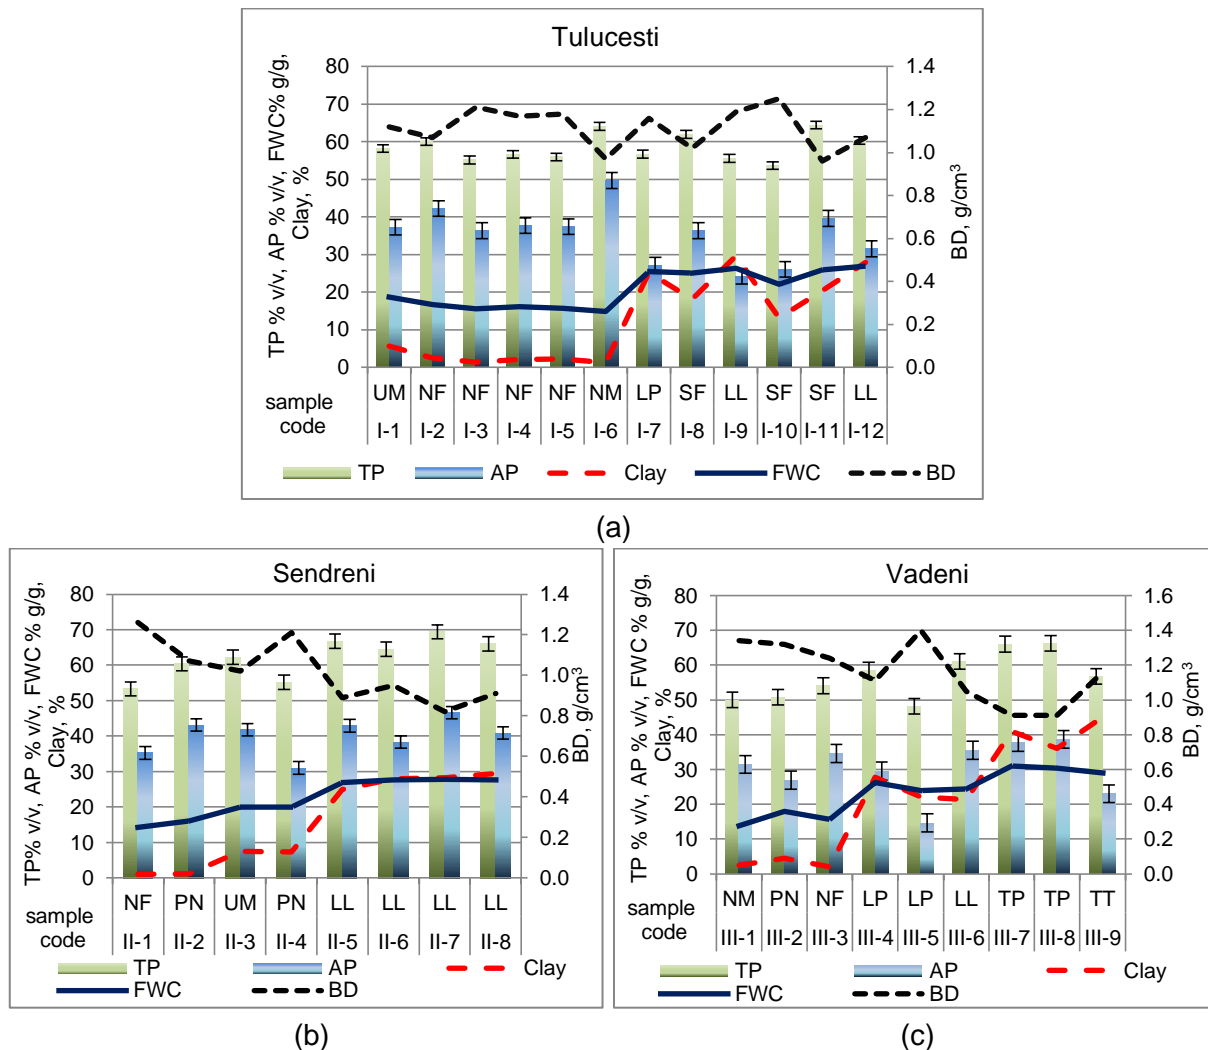 Tulucesti
TP % v/v, AP % v/v, FWC% g/g,
Clay, %
80
70
60
50
40
30
20
10
0
1.4
1.2
1.0
0.8
0.6
0.4
0.2
0.0
BD, g/cm³
UM NF NF NF NF NM LP SF LL SF SF LL
sample
code
I-1 I-2 I-3 I-4 I-5 I-6 I-7 I-8 I-9 I-10 I-11 I-12
TP AP Clay FWC BD
(a)
Sendreni
TP% v/v, AP % v/v, FWC % g/g,
Clay, %
80
70
60
50
40
30
20
10
0
1.4
1.2
1.0
0.8
0.6
0.4
0.2
0.0
BD, g/cm³
NF PN UM PN LL LL LL LL
sample
code
II-1 II-2 II-3 II-4 II-5 II-6 II-7 II-8
TP AP Clay
FWC BD
(b)
Vadeni
TP % v/v, AP % v/v, FWC % g/g,
Clay, %
80
70
60
50
40
30
20
10
0
1.6
1.4
1.2
1.0
0.8
0.6
0.4
0.2
0.0
BD, g/cm³
NM PN NF LP LP LL TP TP TT
sample
code
III-1 III-2 III-3 III-4 III-5 III-6 III-7 III-8 III-9
TP AP Clay
FWC BD
(c)